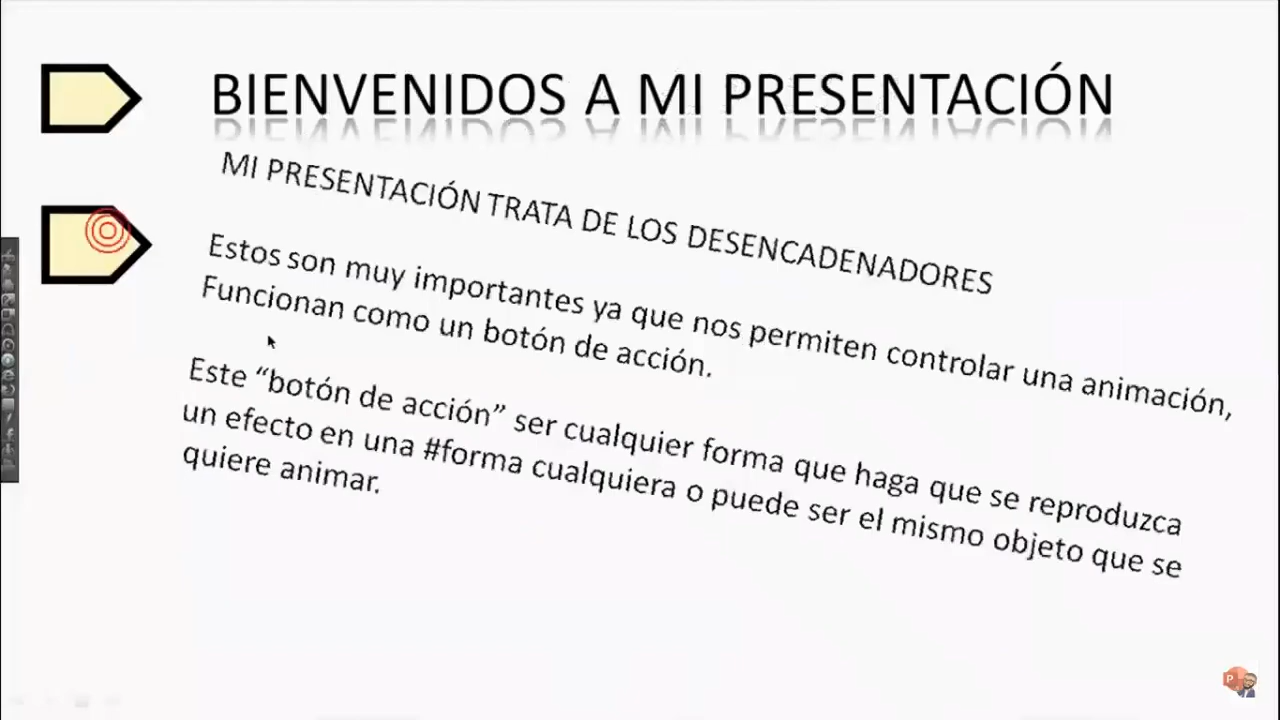 BIENVENIDOS A MI PRESENTACIÓN
MI PRESENTACIÓN TRATA DE LOS DESENCADENADORES
Estos son muy importantes ya que nos permiten controlar una animación,
Funcionan como un botón de acción.
Este “botón de acción” ser cualquier forma que haga que se reproduzca
un efecto en una #forma cualquiera o puede ser el mismo objeto que se
quiere animar.
P